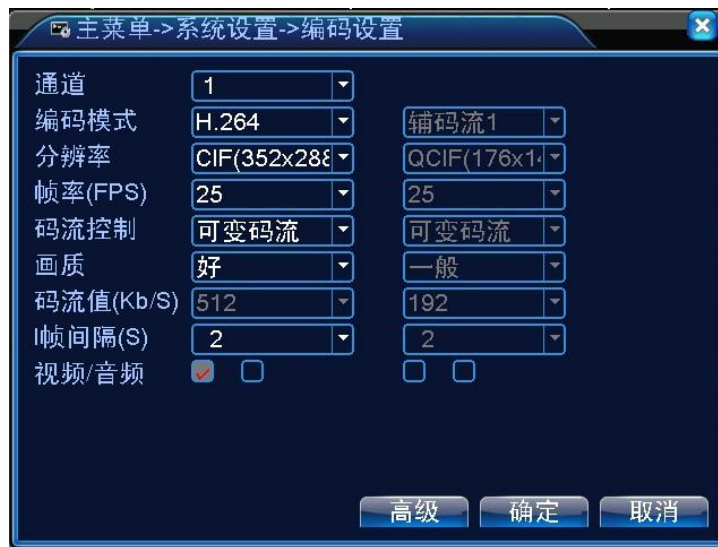 主菜单->系统设置->编码设置
通道 1
编码模式 H.264 辅码流1
分辨率 CIF(352x288 QCIF(176x14
帧率(FPS) 25 25
码流控制 可变码流 可变码流
画质 好 一般
码流值(Kb/S) 512 192
I帧间隔(S) 2 2
视频/音频
高级 确定 取消